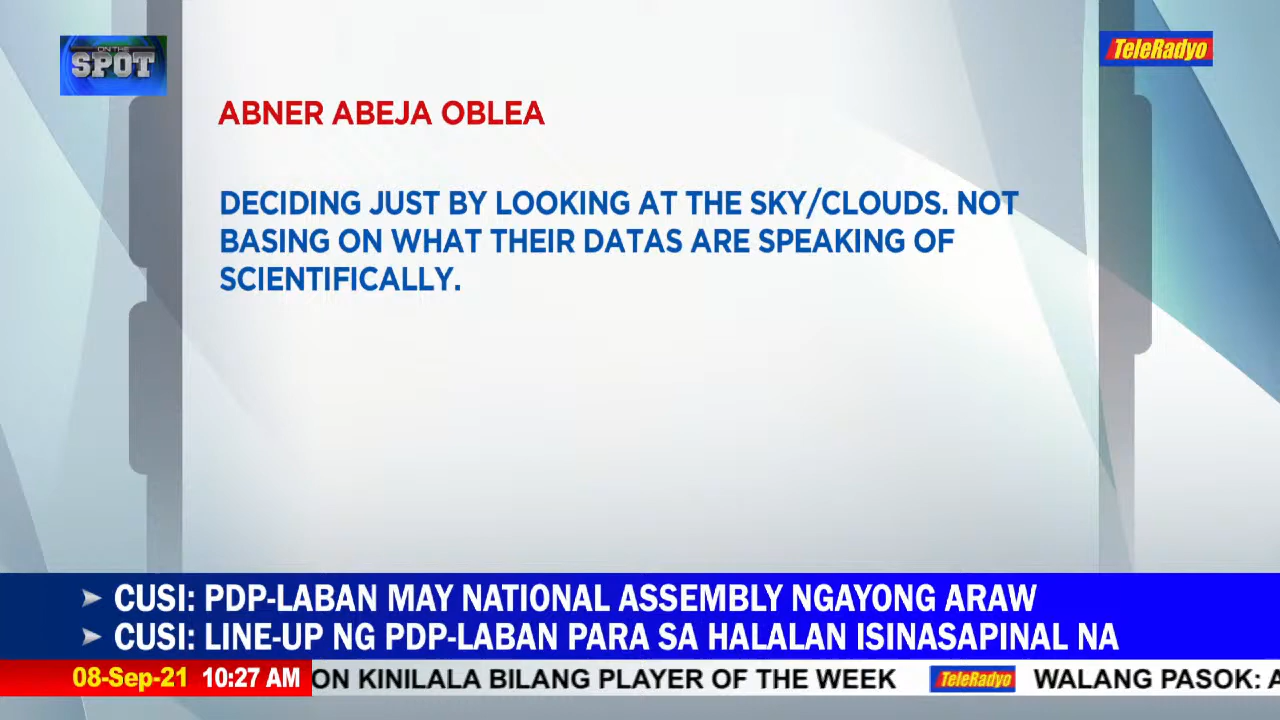 ON THE
SPOT
TeleRadyo
ABNER ABEJA OBLEA
DECIDING JUST BY LOOKING AT THE SKY/CLOUDS. NOT
BASING ON WHAT THEIR DATAS ARE SPEAKING OF
SCIENTIFICALLY.
CUSI: PDP-LABAN MAY NATIONAL ASSEMBLY NGAYONG ARAW
CUSI: LINE-UP NG PDP-LABAN PARA SA HALALAN ISINASAPINAL NA
08-Sep-21 10:27 AM ON KINILALA BILANG PLAYER OF THE WEEK TeleRadyo WALANG PASOK: A